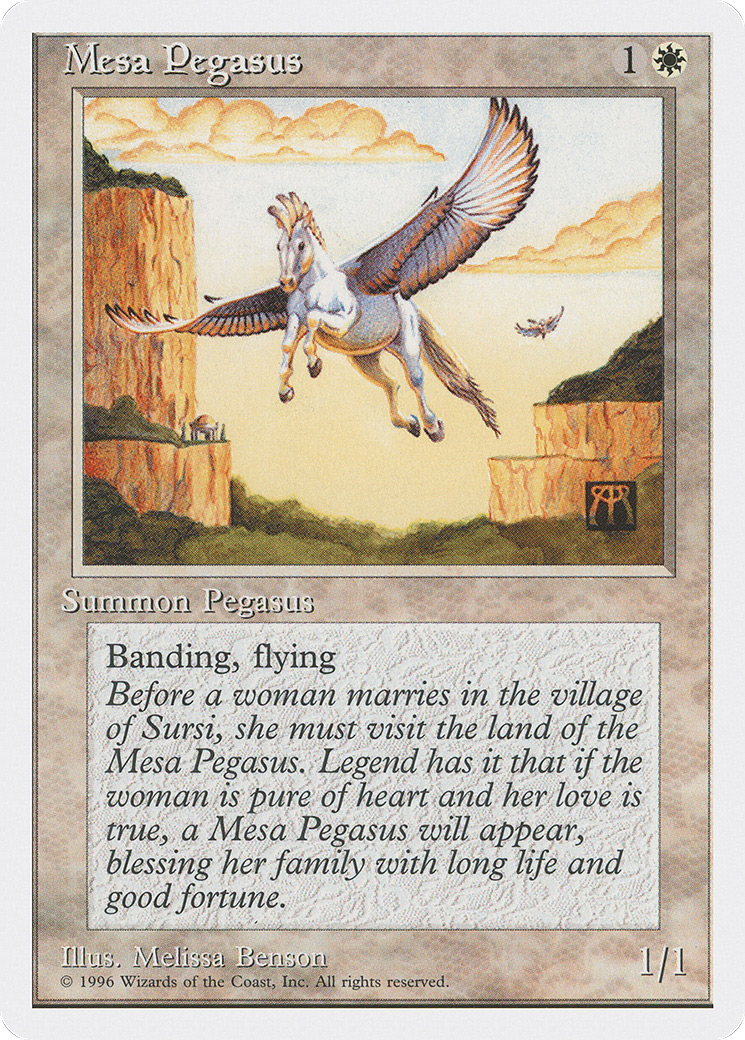 Mesa Pegasus 1
Summon Pegasus
Banding, flying
Before a woman marries in the village
of Sursi, she must visit the land of the
Mesa Pegasus. Legend has it that if the
woman is pure of heart and her love is
true, a Mesa Pegasus will appear,
blessing her family with long life and
good fortune.
Illus. Melissa Benson
1/1
© 1996 Wizards of the Coast, Inc. All rights reserved.